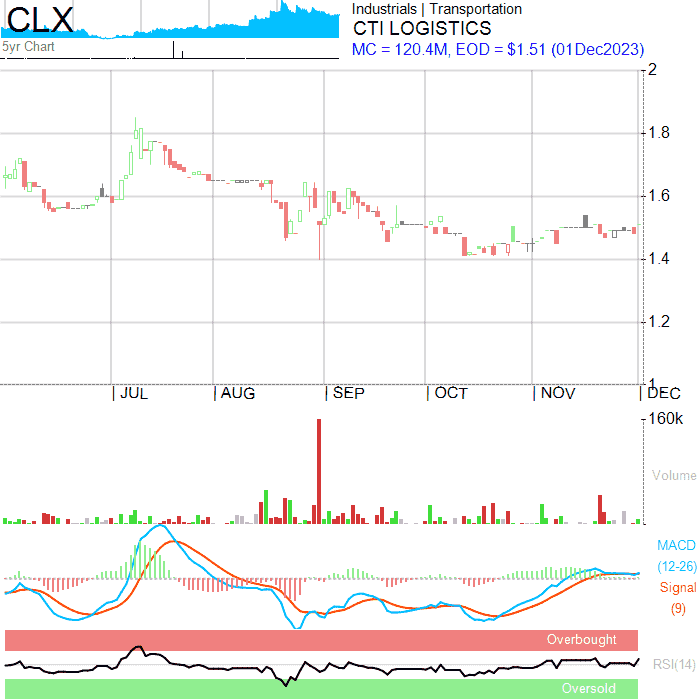 CLX
5yr Chart
Industrials | Transportation
CTI LOGISTICS
MC = 120.4M, EOD = $1.51 (01Dec2023)
2
1.8
1.6
1.4
1.2
1
JUL AUG SEP OCT NOV DEC
160k
Volume
MACD
(12-26)
Signal
(9)
Overbought
RSI(14)
Oversold